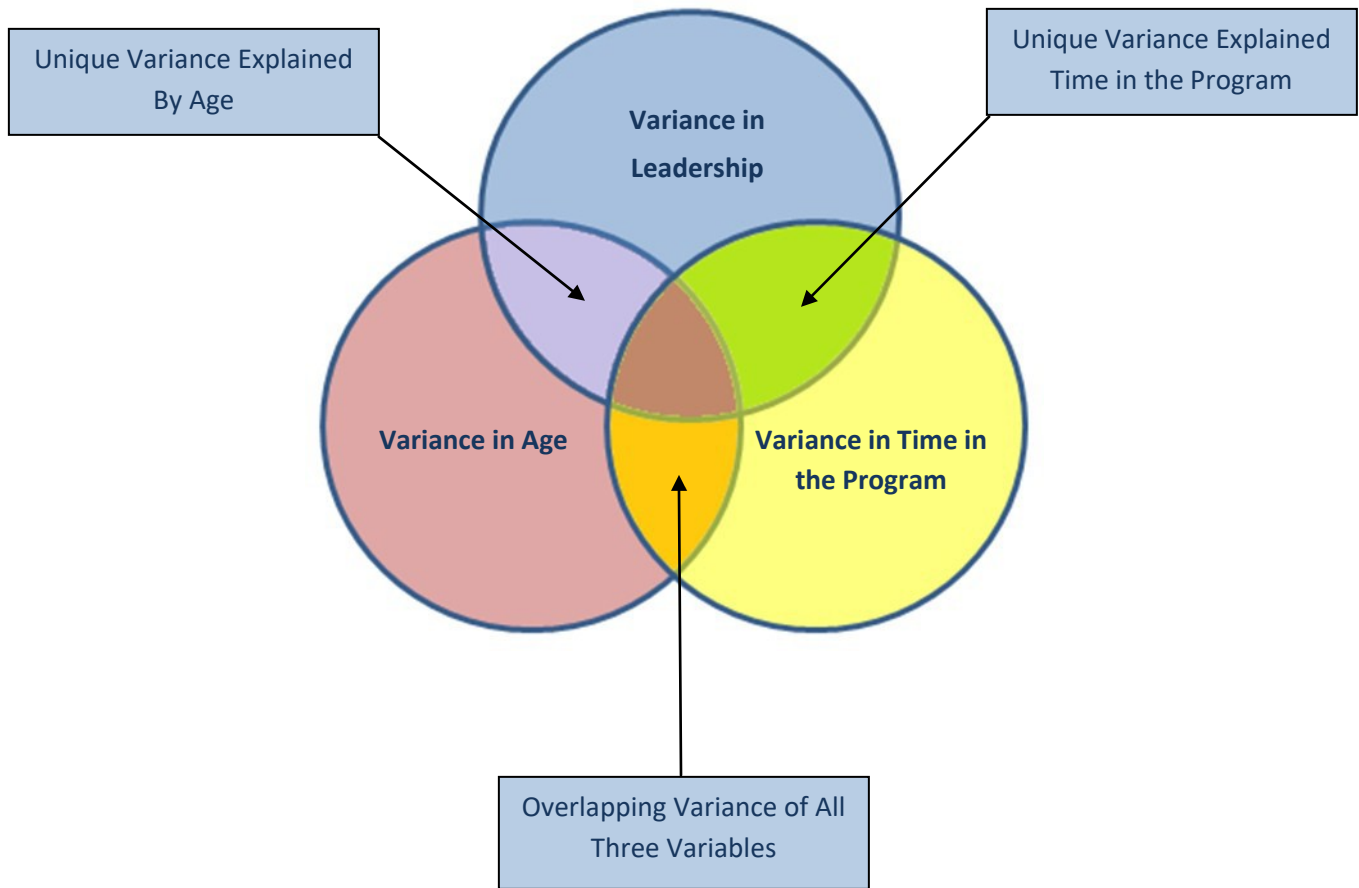 Unique Variance Explained
By Age
Unique Variance Explained
Time in the Program
Variance in
Leadership
Variance in Age
Variance in Time in
the Program
Overlapping Variance of All
Three Variables